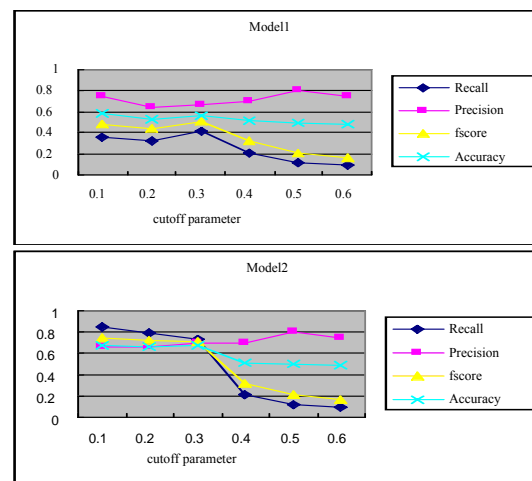 Model1
1
0.8
0.6
0.4
0.2
0
0.1 0.2 0.3 0.4 0.5 0.6
cutoff parameter
Recall
Precision
fscore
Accuracy
Model2
1
0.8
0.6
0.4
0.2
0
0.1 0.2 0.3 0.4 0.5 0.6
cutoff parameter
Recall
Precision
fscore
Accuracy